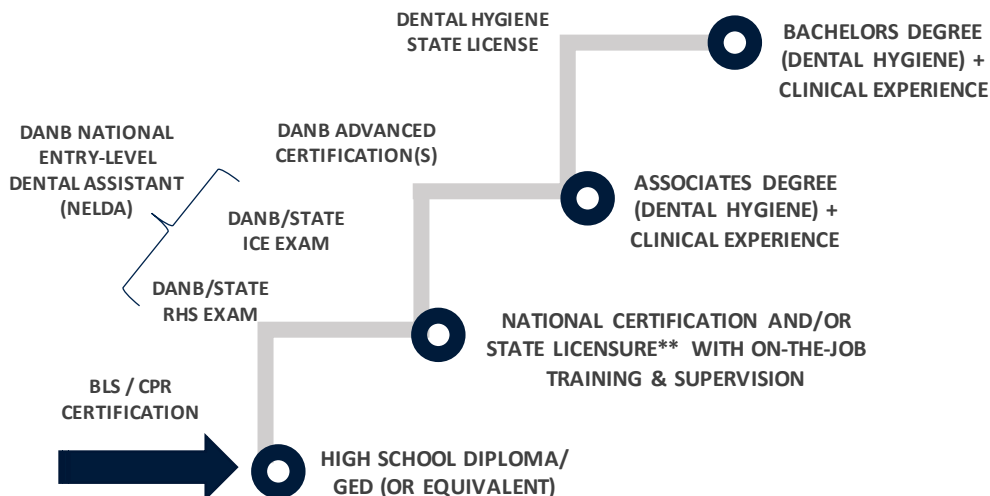 DENTAL HYGIENE
STATE LICENSE
BACHELORS DEGREE
(DENTAL HYGIENE) +
CLINICAL EXPERIENCE
DANB NATIONAL
ENTRY-LEVEL
DENTAL ASSISTANT
(NELDA)
DANB ADVANCED
CERTIFICATION(S)
ASSOCIATES DEGREE
(DENTAL HYGIENE) +
CLINICAL EXPERIENCE
DANB/STATE
ICE EXAM
DANB/STATE
RHS EXAM
NATIONAL CERTIFICATION AND/OR
STATE LICENSURE** WITH ON-THE-JOB
TRAINING & SUPERVISION
BLS / CPR
CERTIFICATION
HIGH SCHOOL DIPLOMA/
GED (OR EQUIVALENT)